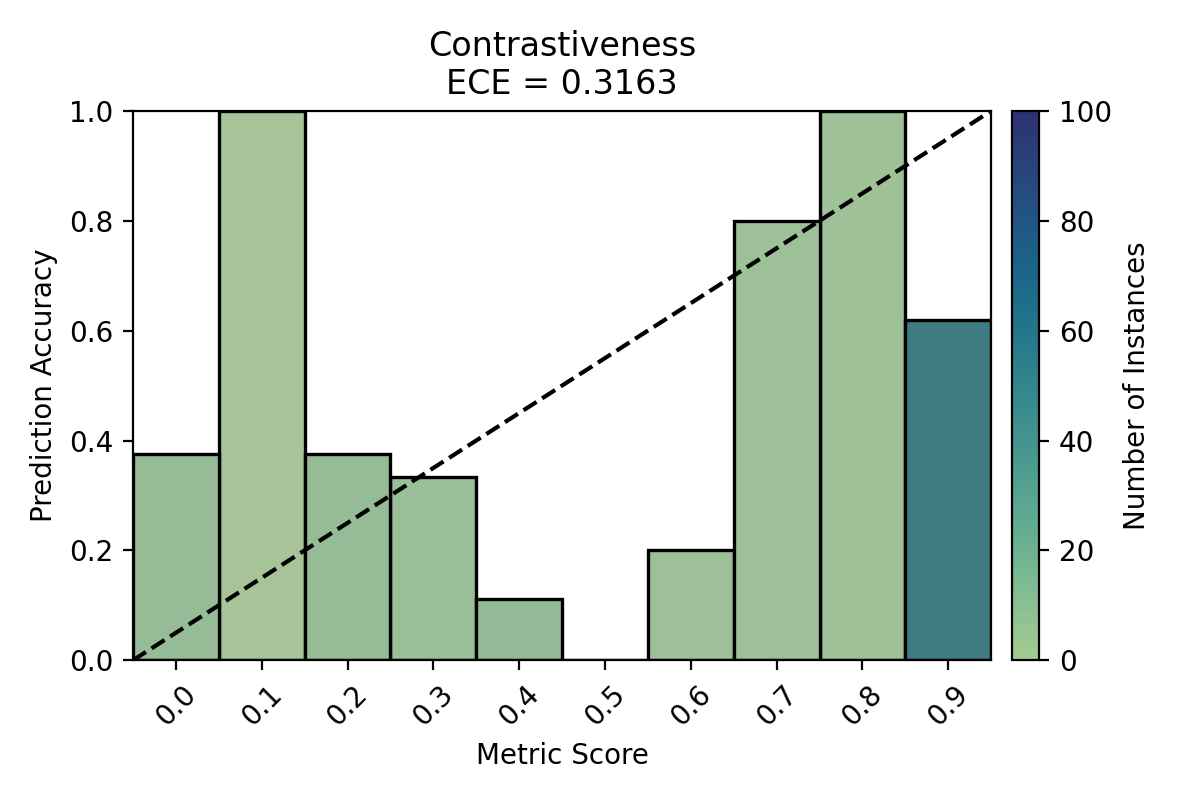 Contrastiveness
ECE = 0.3163
Prediction Accuracy
1.0
0.8
0.6
0.4
0.2
0.0
0.0 0.1 0.2 0.3 0.4 0.5 0.6 0.7 0.8 0.9
Metric Score
100
80
60
40
20
0
Number of Instances